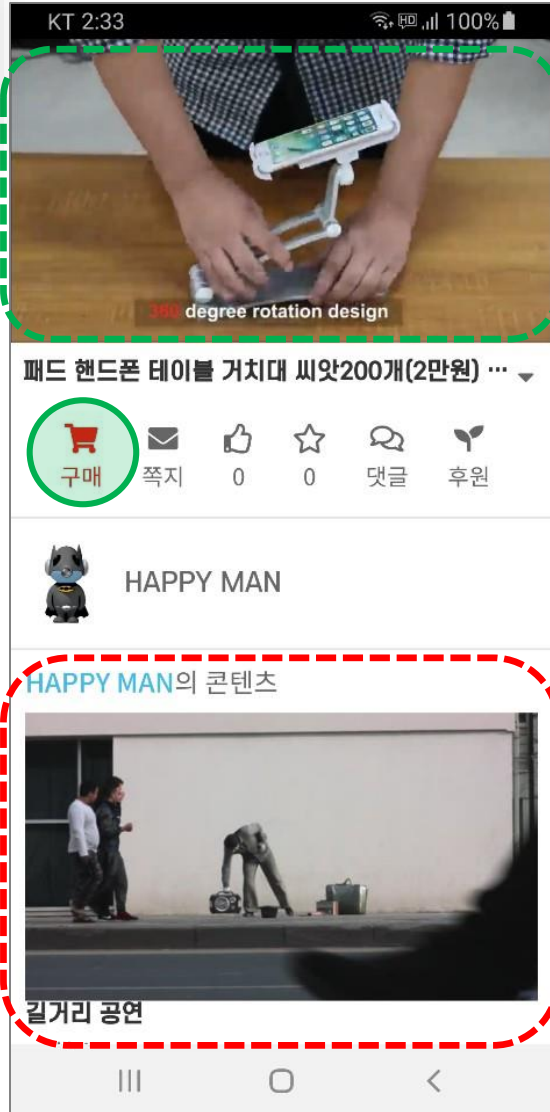 KT 2:33 HD 100%
360 degree rotation design
패드 핸드폰 테이블 거치대 씨앗200개(2만원) ···
구매 쪽지 0 0 댓글 후원
HAPPY MAN
HAPPY MAN의 콘텐츠
길거리 공연